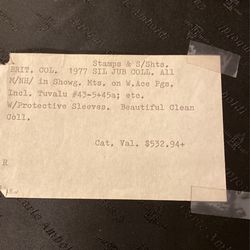 Stamps & S/Shts.
BRIT. COL. 1977 SIL JUB COLL. All
M/NH/ in Showg. Mts. on W.Ace Pgs.
Incl. Tuvalu #43-5+45a; etc.
W/Protective Sleeves. Beautiful Clean
Coll.
Cat. Val. $532.94+
R